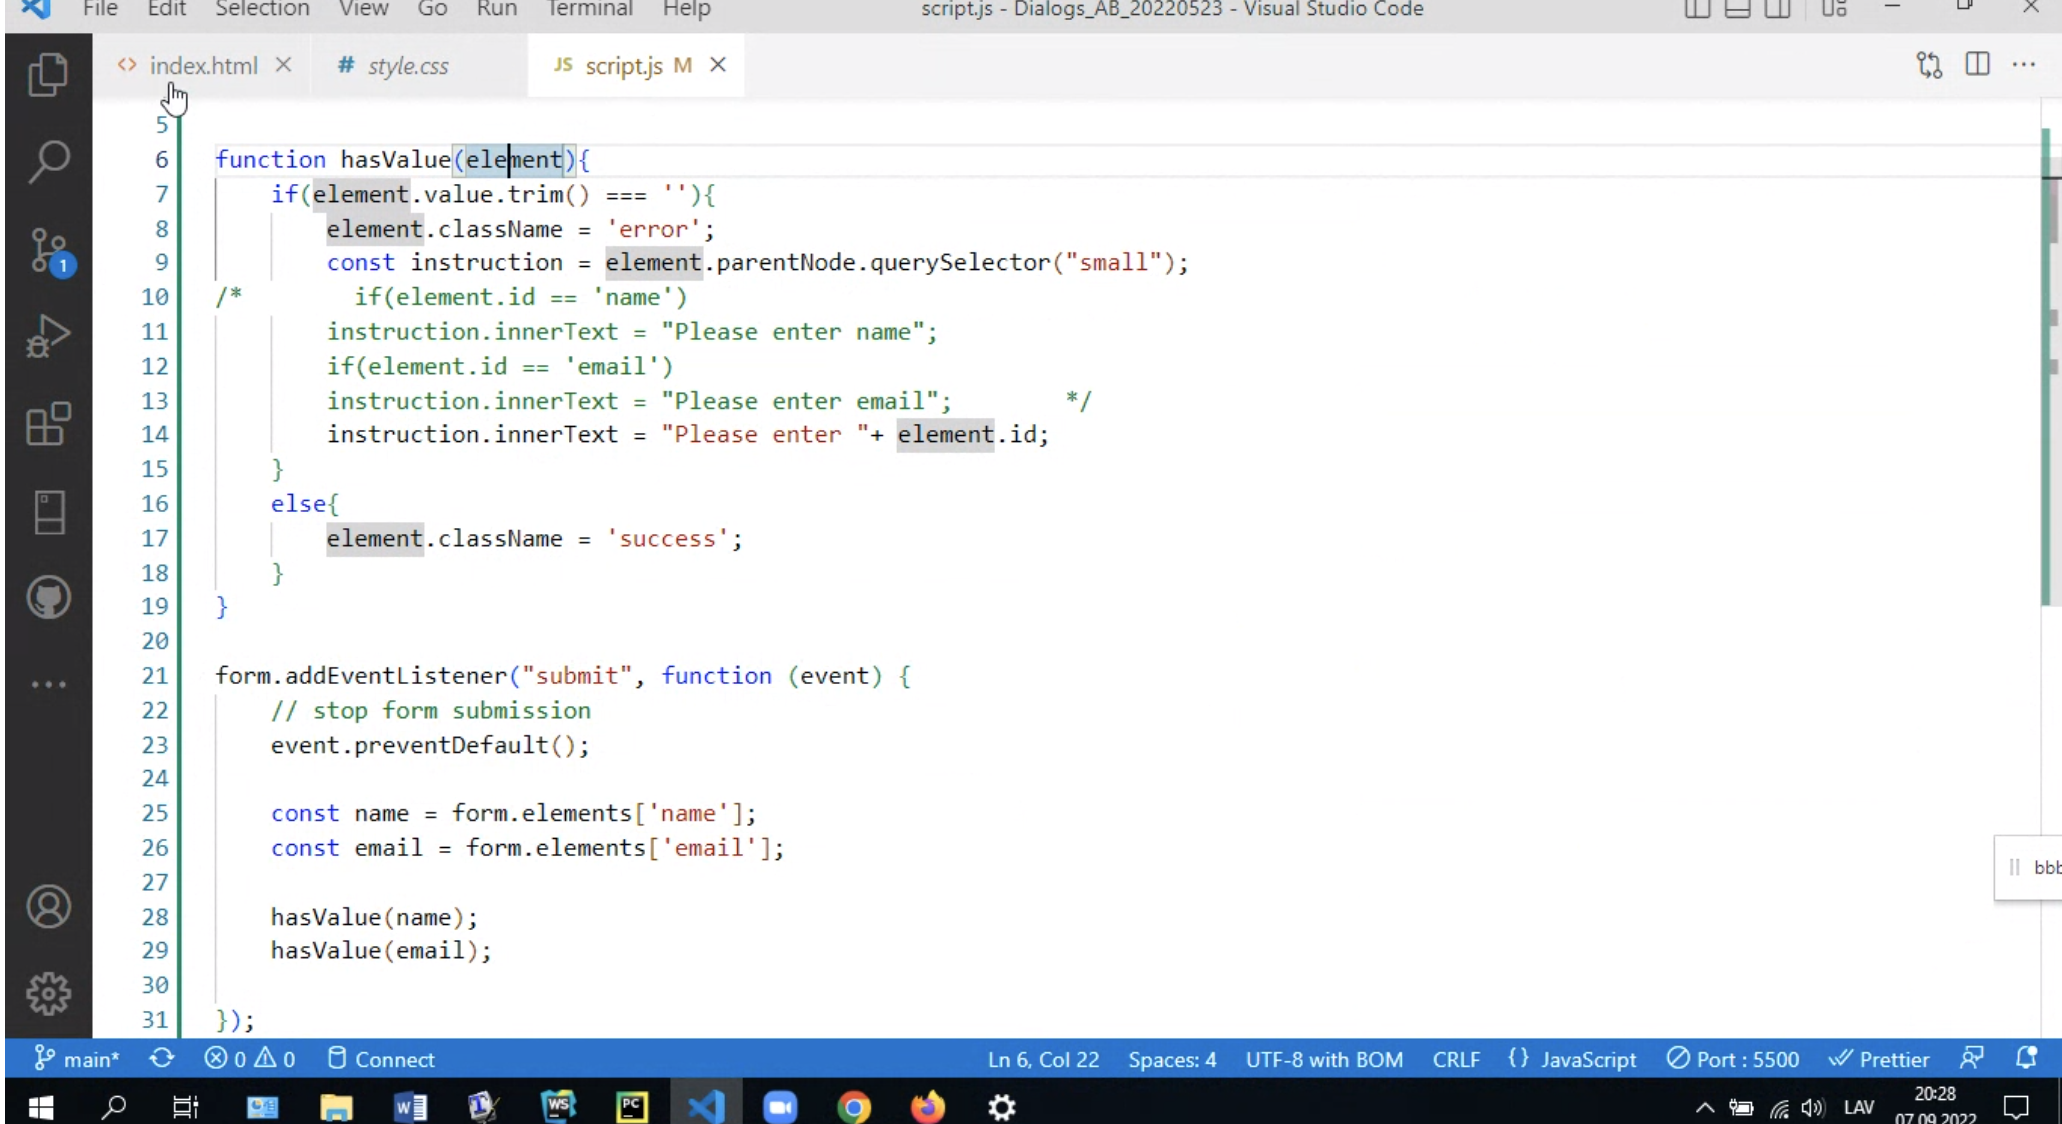 File Edit Selection View Go Run Terminal Help script.js - Dialogs_AB_20220523 - Visual Studio Code
index.html # style.css JS script.js M
5
6 function hasValue(element){
7 if(element.value.trim() === ''){
8 element.className = 'error';
9 const instruction = element.parentNode.querySelector("small");
10 /* if(element.id == 'name')
11 instruction.innerText = "Please enter name";
12 if(element.id == 'email')
13 instruction.innerText = "Please enter email"; */
14 instruction.innerText = "Please enter "+ element.id;
15 }
16 else{
17 element.className = 'success';
18 }
19 }
20
21 form.addEventListener("submit", function (event) {
22 // stop form submission
23 event.preventDefault();
24
25 const name = form.elements['name'];
26 const email = form.elements['email'];
27
28 hasValue(name);
29 hasValue(email);
30
31 });
1
bbb
main* 0 0 Connect Ln 6, Col 22 Spaces: 4 UTF-8 with BOM CRLF {} JavaScript Port : 5500 Prettier
W WS PC LAV 20:28
07.09.2022